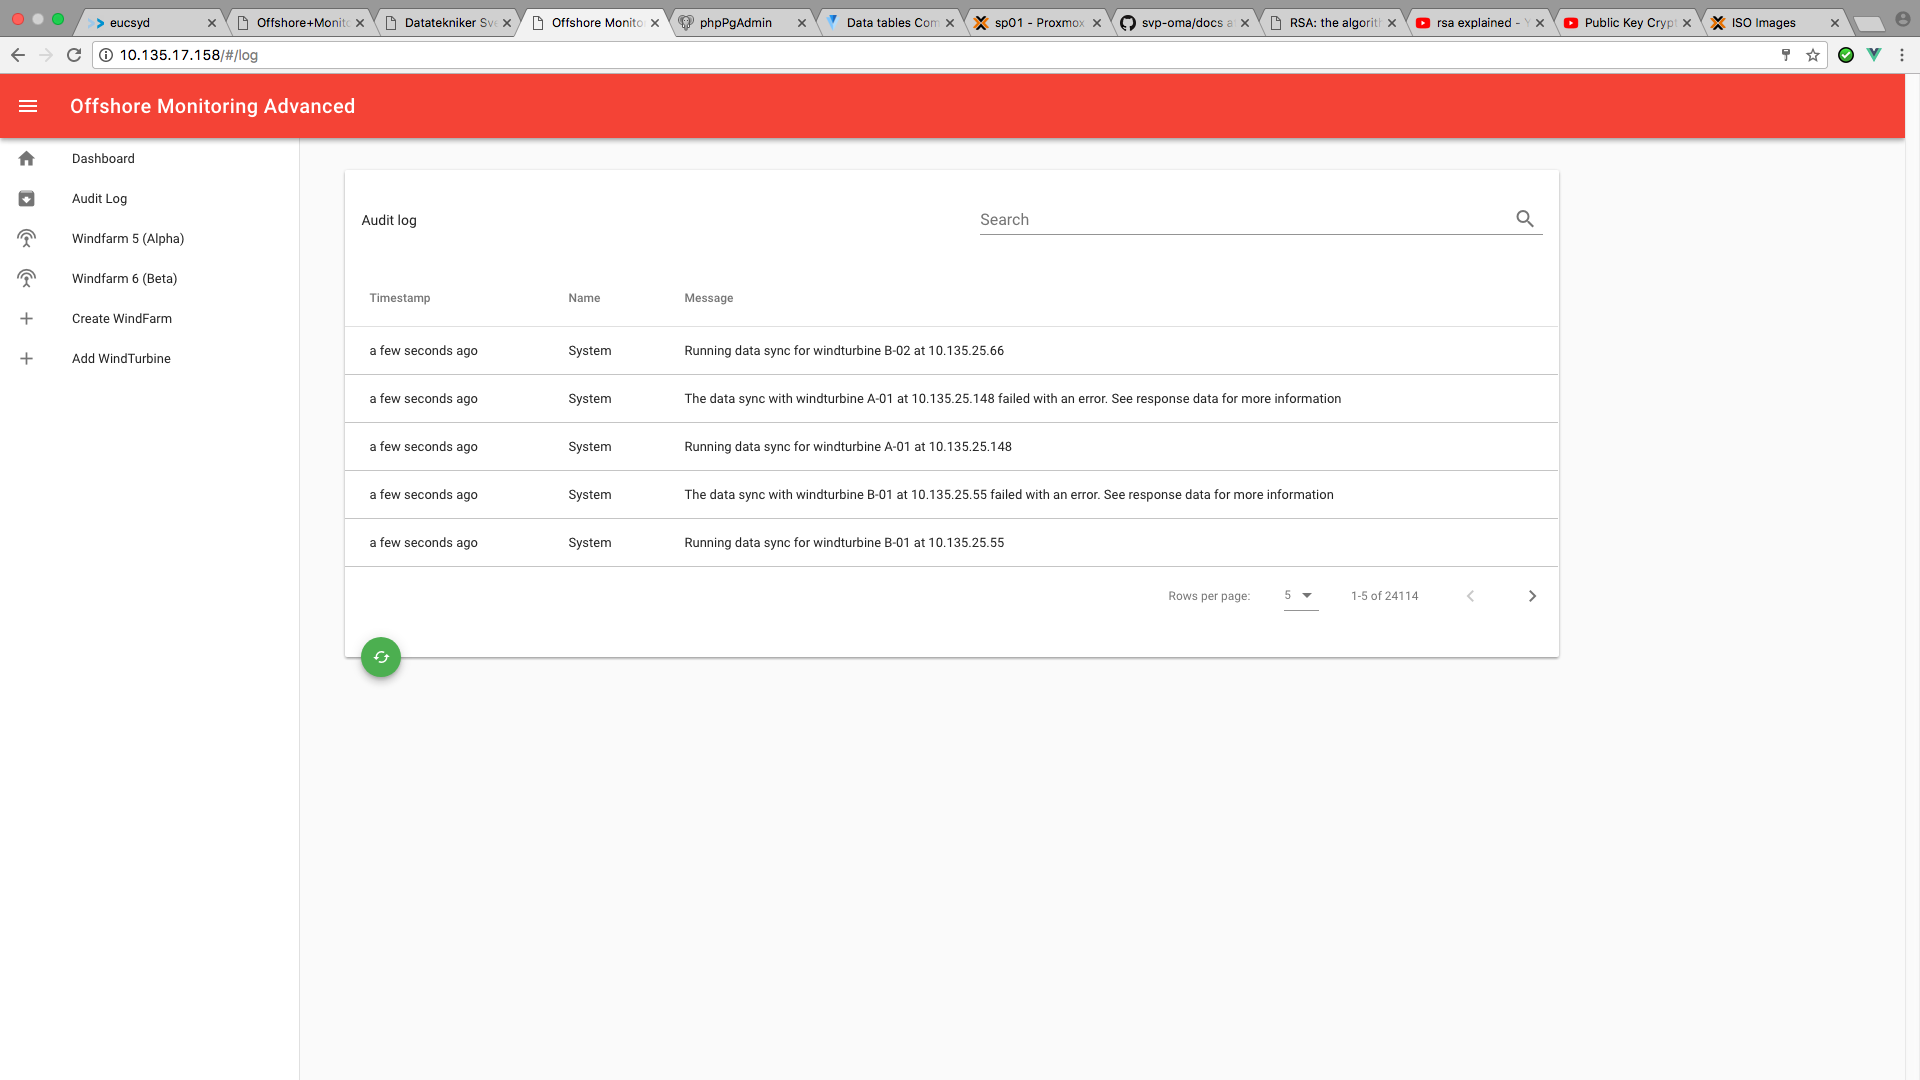 eucsyd
Offshore+Monito
Datatekniker Sve
Offshore Monito
phpPgAdmin
Data tables Com
sp01 - Proxmox
svp-oma/docs a
RSA: the algorith
rsa explained - Y
Public Key Crypt
ISO Images
10.135.17.158/#/log
Offshore Monitoring Advanced
Dashboard
Audit Log
Windfarm 5 (Alpha)
Windfarm 6 (Beta)
Create WindFarm
Add WindTurbine
Audit log
Search
Timestamp Name Message
a few seconds ago System Running data sync for windturbine B-02 at 10.135.25.66
a few seconds ago System The data sync with windturbine A-01 at 10.135.25.148 failed with an error. See response data for more information
a few seconds ago System Running data sync for windturbine A-01 at 10.135.25.148
a few seconds ago System The data sync with windturbine B-01 at 10.135.25.55 failed with an error. See response data for more information
a few seconds ago System Running data sync for windturbine B-01 at 10.135.25.55
Rows per page: 5 1-5 of 24114